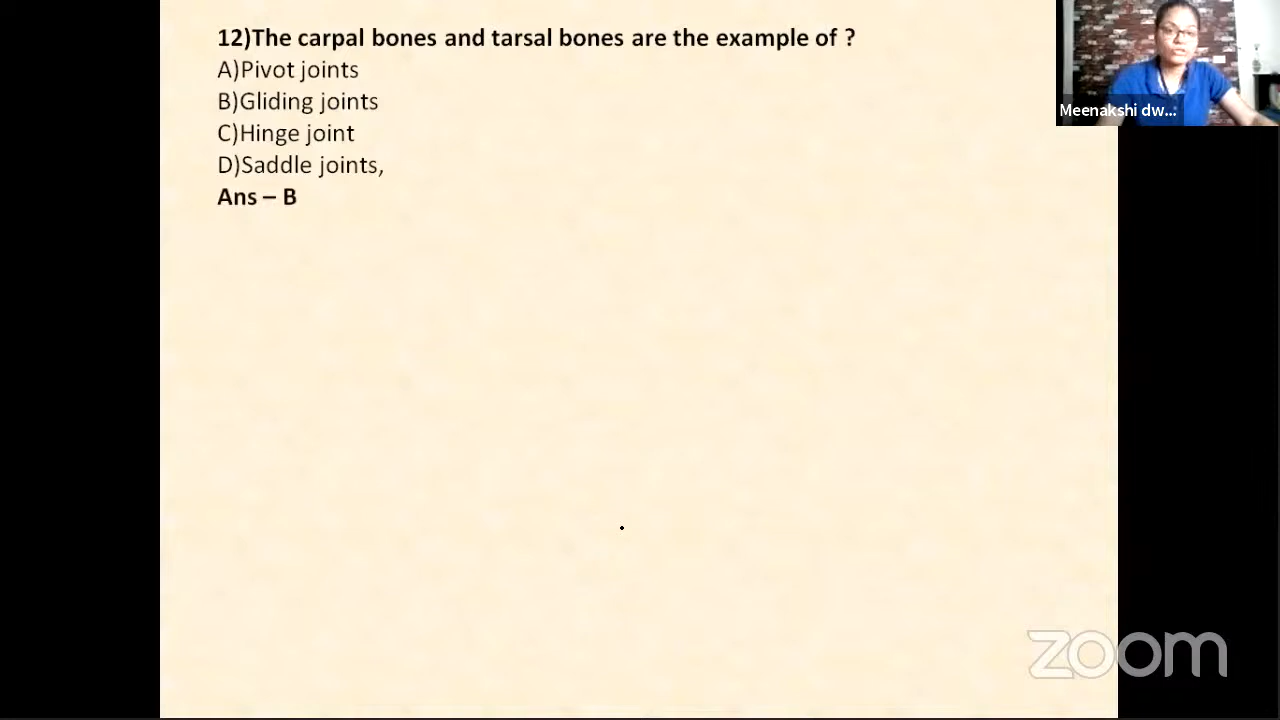 12)The carpal bones and tarsal bones are the example of ?
A)Pivot joints
B)Gliding joints
C)Hinge joint
D)Saddle joints,
Ans – B
Meenakshi dw...
zoom